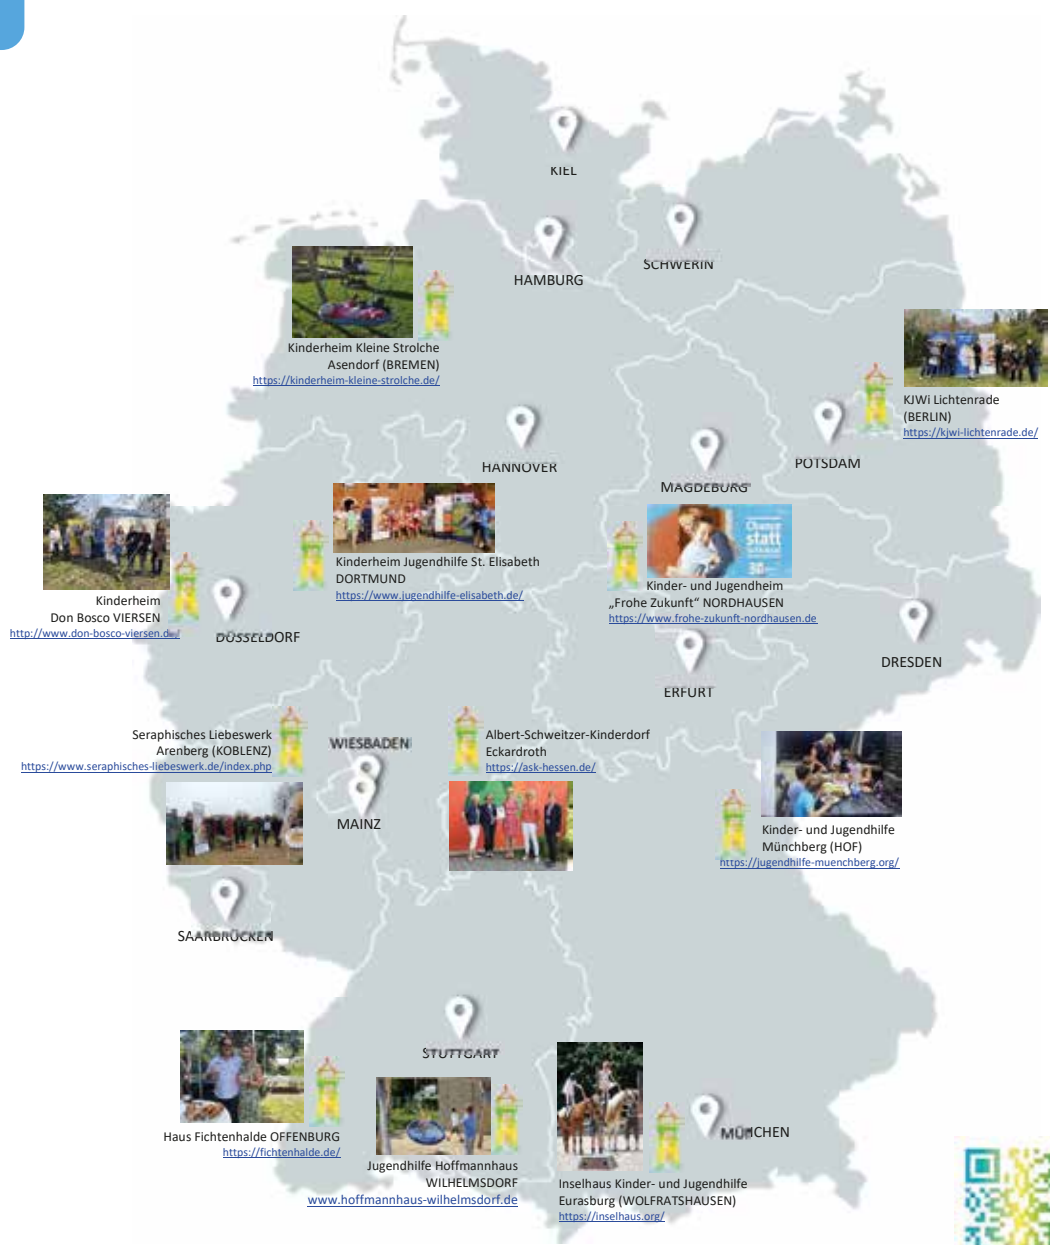 KIEL
SCHWERIN
HAMBURG
Kinderheim Kleine Strolche
Asendorf (BREMEN)
https://kinderheim-kleine-strolche.de/
KJWi Lichtenrade
(BERLIN)
https://kjwi-lichtenrade.de/
HANNOVER
POTSDAM
MAGDEBURG
Chance
statt
Kinderheim Jugendhilfe St. Elisabeth
DORTMUND
https://www.jugendhilfe-elisabeth.de/
Kinder- und Jugendheim
„Frohe Zukunft“ NORDHAUSEN
https://www.frohe-zukunft-nordhausen.de
Kinderheim
Don Bosco VIERSEN
http://www.don-bosco-viersen.de/
DÜSSELDORF
DRESDEN
ERFURT
Seraphisches Liebeswerk
Arenberg (KOBLENZ)
https://www.seraphisches-liebeswerk.de/index.php
WIESBADEN
Albert-Schweitzer-Kinderdorf
Eckardroth
https://ask-hessen.de/
MAINZ
Kinder- und Jugendhilfe
Münchberg (HOF)
https://jugendhilfe-muenchberg.org/
SAARBRÜCKEN
STUTTGART
MÜNCHEN
Haus Fichtenhalde OFFENBURG
https://fichtenhalde.de/
Jugendhilfe Hoffmannhaus
WILHELMSDORF
www.hoffmannhaus-wilhelmsdorf.de
Inselhaus Kinder- und Jugendhilfe
Eurasburg (WOLFRATSHAUSEN)
https://inselhaus.org/